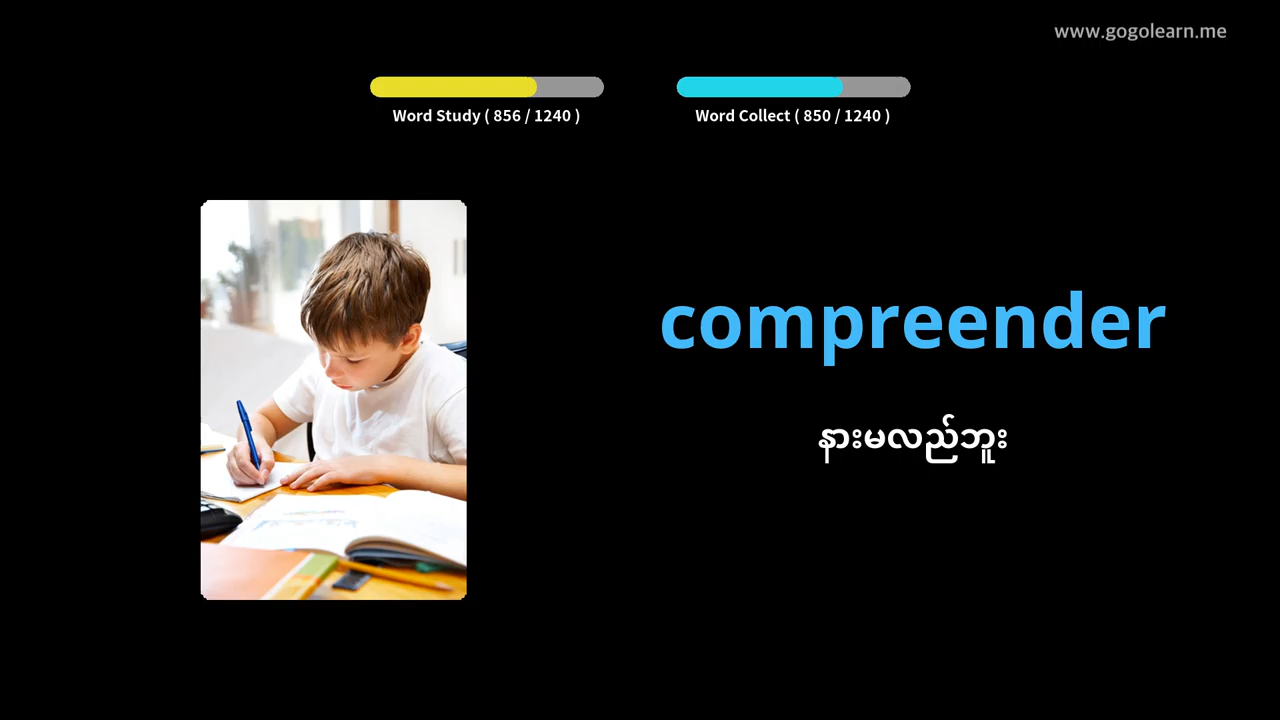 www.gogolearn.me
Word Study ( 856 / 1240 )
Word Collect ( 850 / 1240 )
compreender
နားမလည်ဘူး